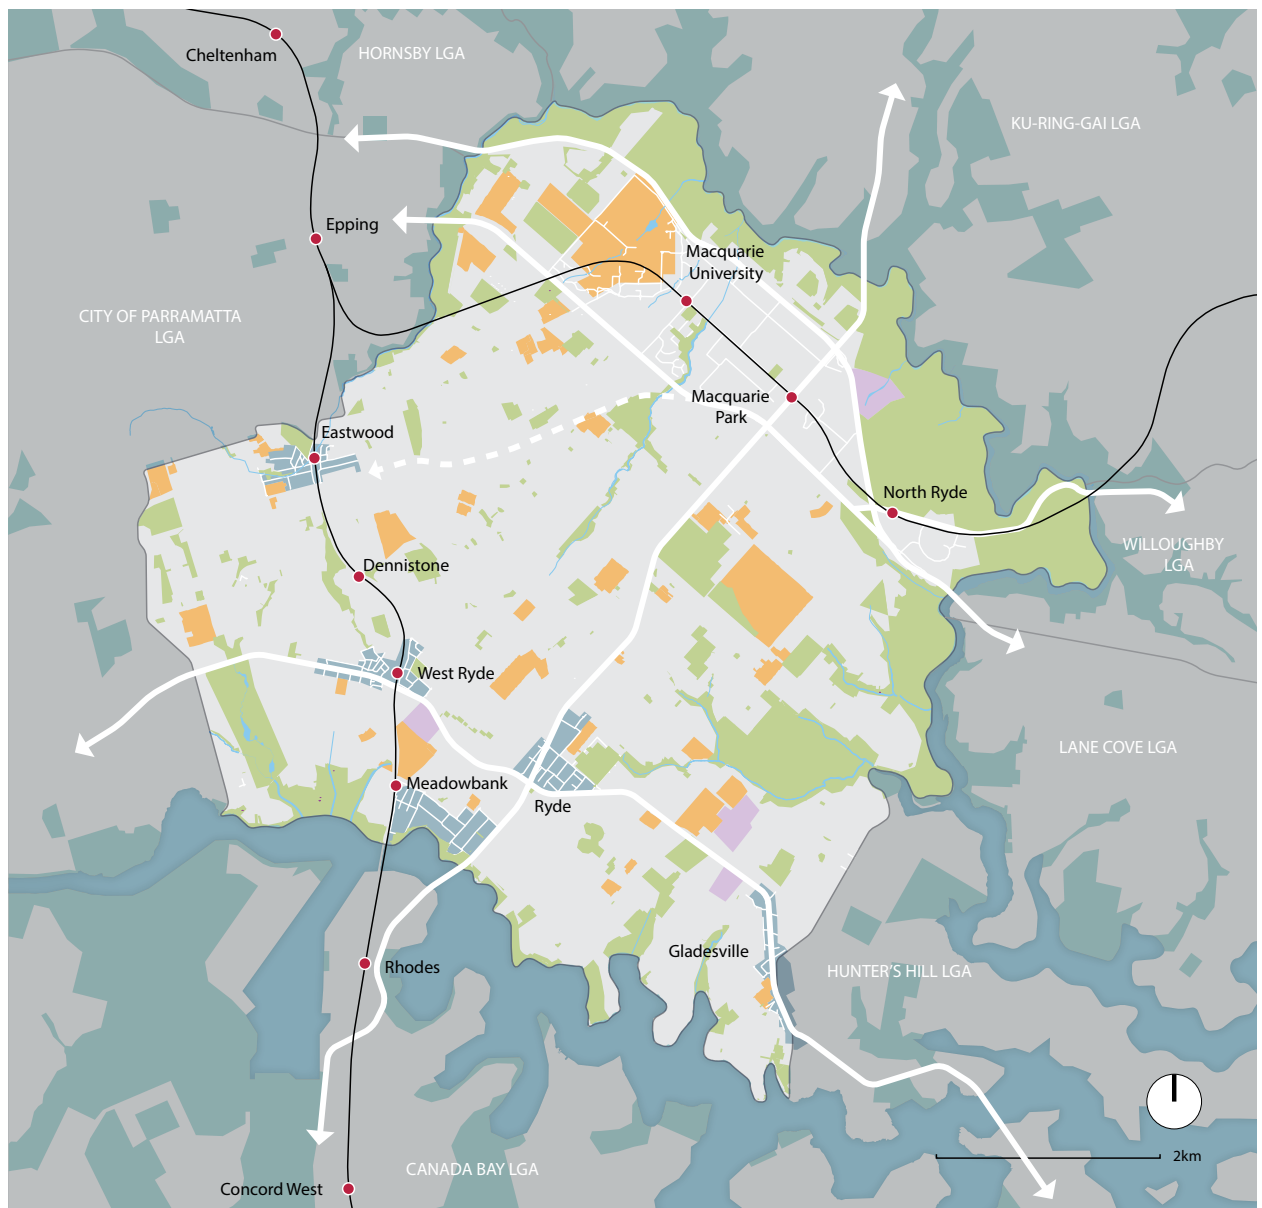 Cheltenham
HORNSBY LGA
KU-RING-GAI LGA
Epping
Macquarie
University
CITY OF PARRAMATTA
LGA
Macquarie
Park
Eastwood
North Ryde
WILLOUGHBY
LGA
Dennistone
West Ryde
LANE COVE LGA
Meadowbank
Ryde
Gladesville
Rhodes
HUNTER'S HILL LGA
2km
CANADA BAY LGA
Concord West